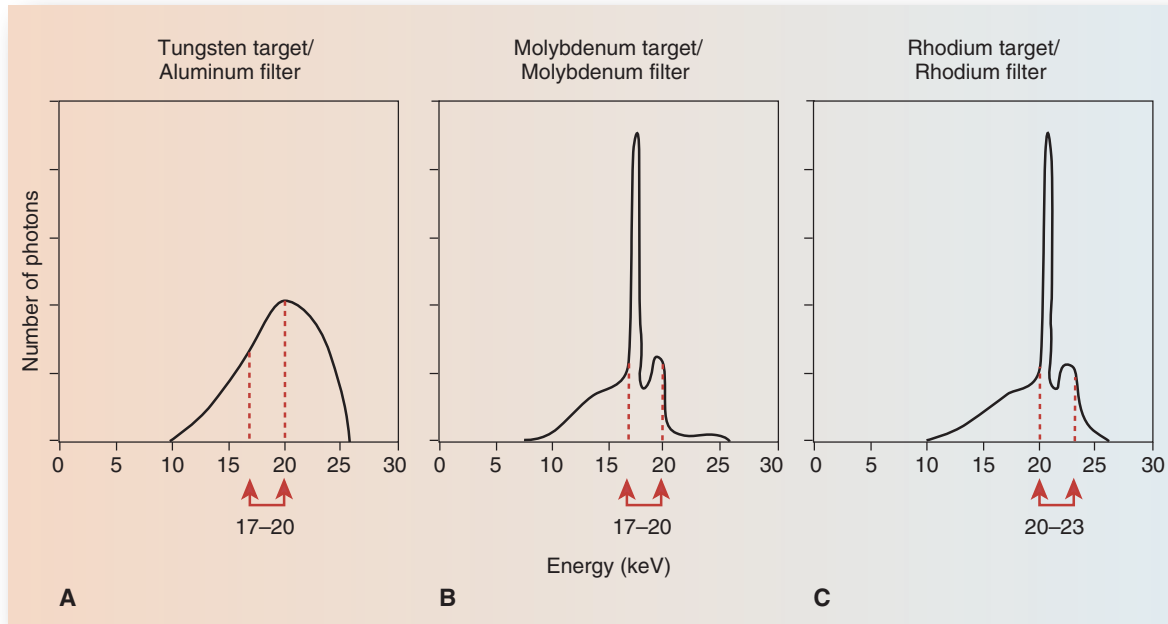 Tungsten target/
Aluminum filter
Molybdenum target/
Molybdenum filter
Rhodium target/
Rhodium filter
Number of photons
0 5 10 15 20 25 30
0 5 10 15 20 25 30
0 5 10 15 20 25 30
17–20
17–20
20–23
Energy (keV)
A
B
C